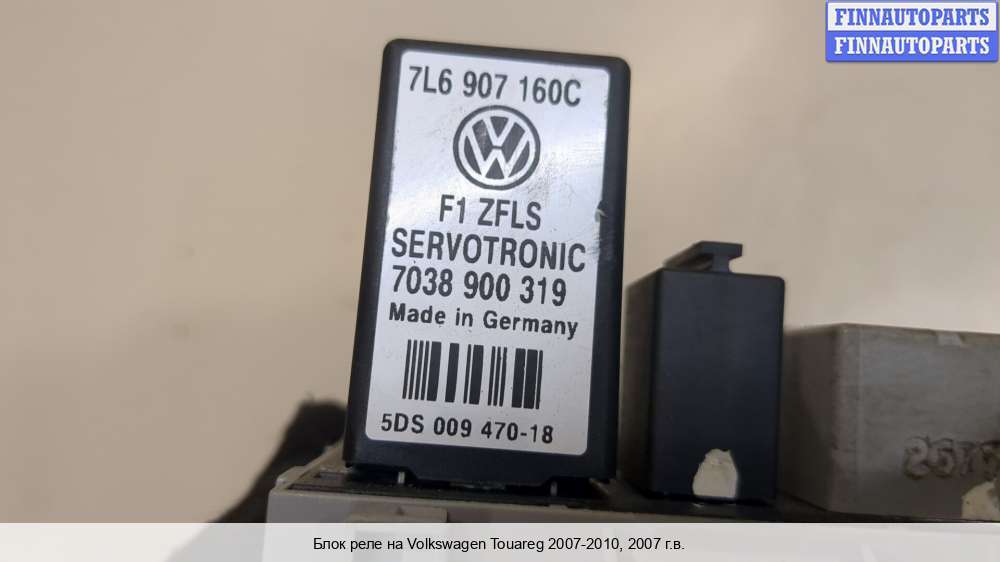 FINNAUTOPARTS
FINNAUTOPARTS
7L6 907 160C
F1 ZFLS
SERVOTRONIC
7038 900 319
Made in Germany
5DS 009 470-18
Блок реле на Volkswagen Touareg 2007-2010, 2007 г.в.